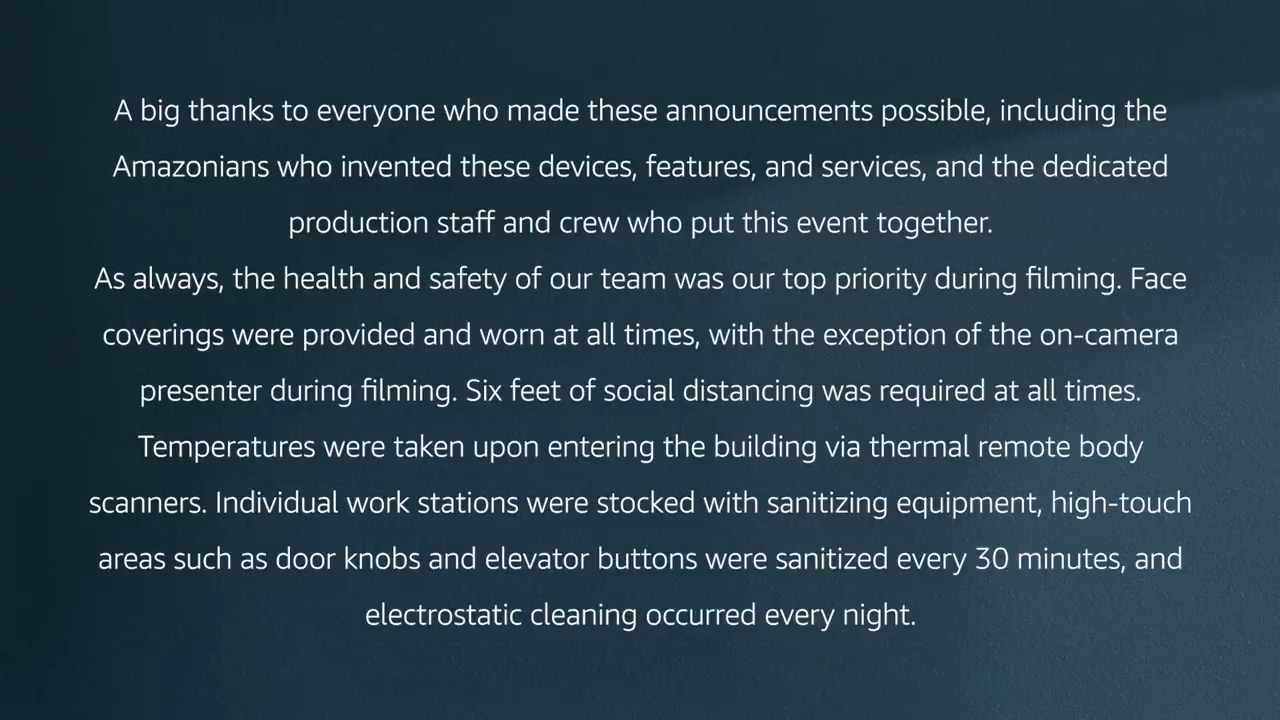 A big thanks to everyone who made these announcements possible, including the
Amazonians who invented these devices, features, and services, and the dedicated
production staff and crew who put this event together.
As always, the health and safety of our team was our top priority during filming. Face
coverings were provided and worn at all times, with the exception of the on-camera
presenter during filming. Six feet of social distancing was required at all times.
Temperatures were taken upon entering the building via thermal remote body
scanners. Individual work stations were stocked with sanitizing equipment, high-touch
areas such as door knobs and elevator buttons were sanitized every 30 minutes, and
electrostatic cleaning occurred every night.